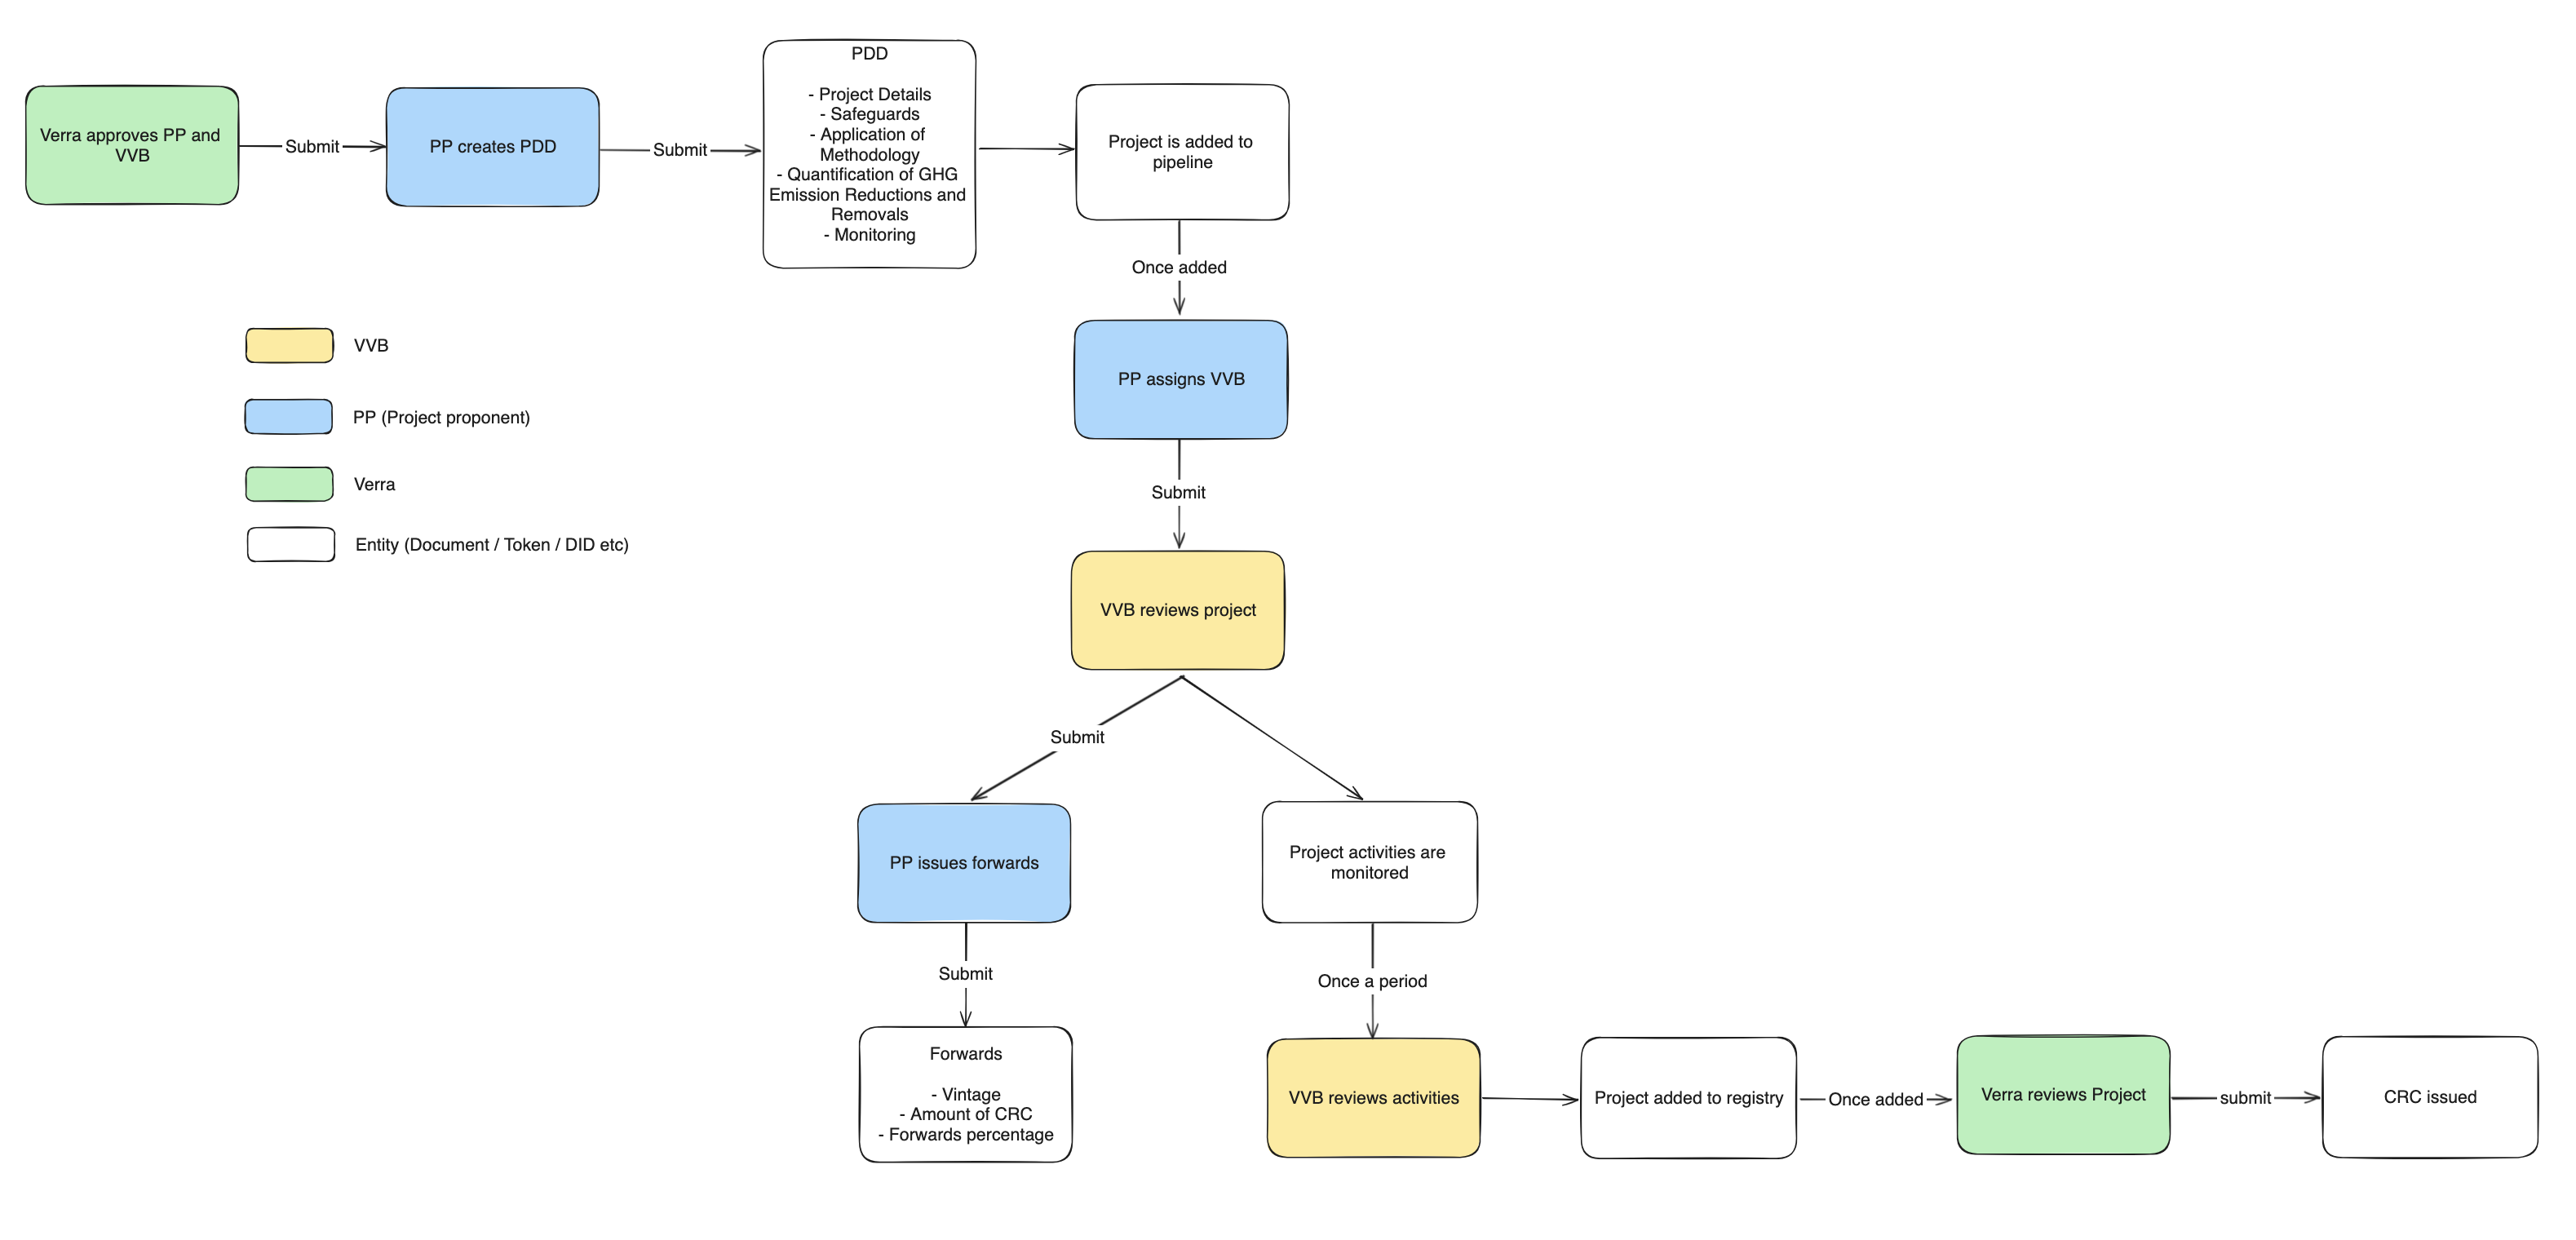 Verra approves PP and
VVB
Submit
PP creates PDD
Submit
PDD
- Project Details
- Safeguards
- Application of
Methodology
- Quantification of GHG
Emission Reductions and
Removals
- Monitoring
Project is added to
pipeline
Once added
PP assigns VVB
Submit
VVB reviews project
VVB
PP (Project proponent)
Verra
Entity (Document / Token / DID etc)
Submit
PP issues forwards
Submit
Forwards
- Vintage
- Amount of CRC
- Forwards percentage
Project activities are
monitored
Once a period
VVB reviews activities
Project added to registry
Once added
Verra reviews Project
submit
CRC issued